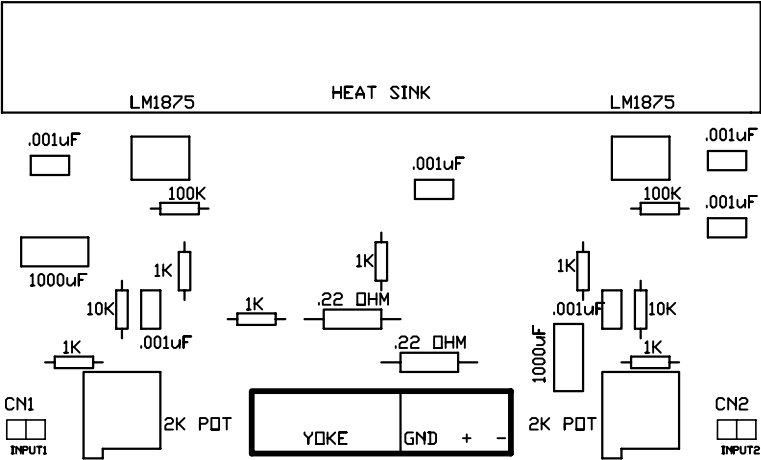 HEAT SINK
LM1875
LM1875
.001uF
.001uF
.001uF
100K
100K
.001uF
1K
1K
1K
1000uF
10K
.001uF
1K
.22 OHM
.001uF
10K
1K
.22 OHM
1000uF
1K
CN1
INPUT1
2K POT
YOKE
GND + -
2K POT
CN2
INPUT2